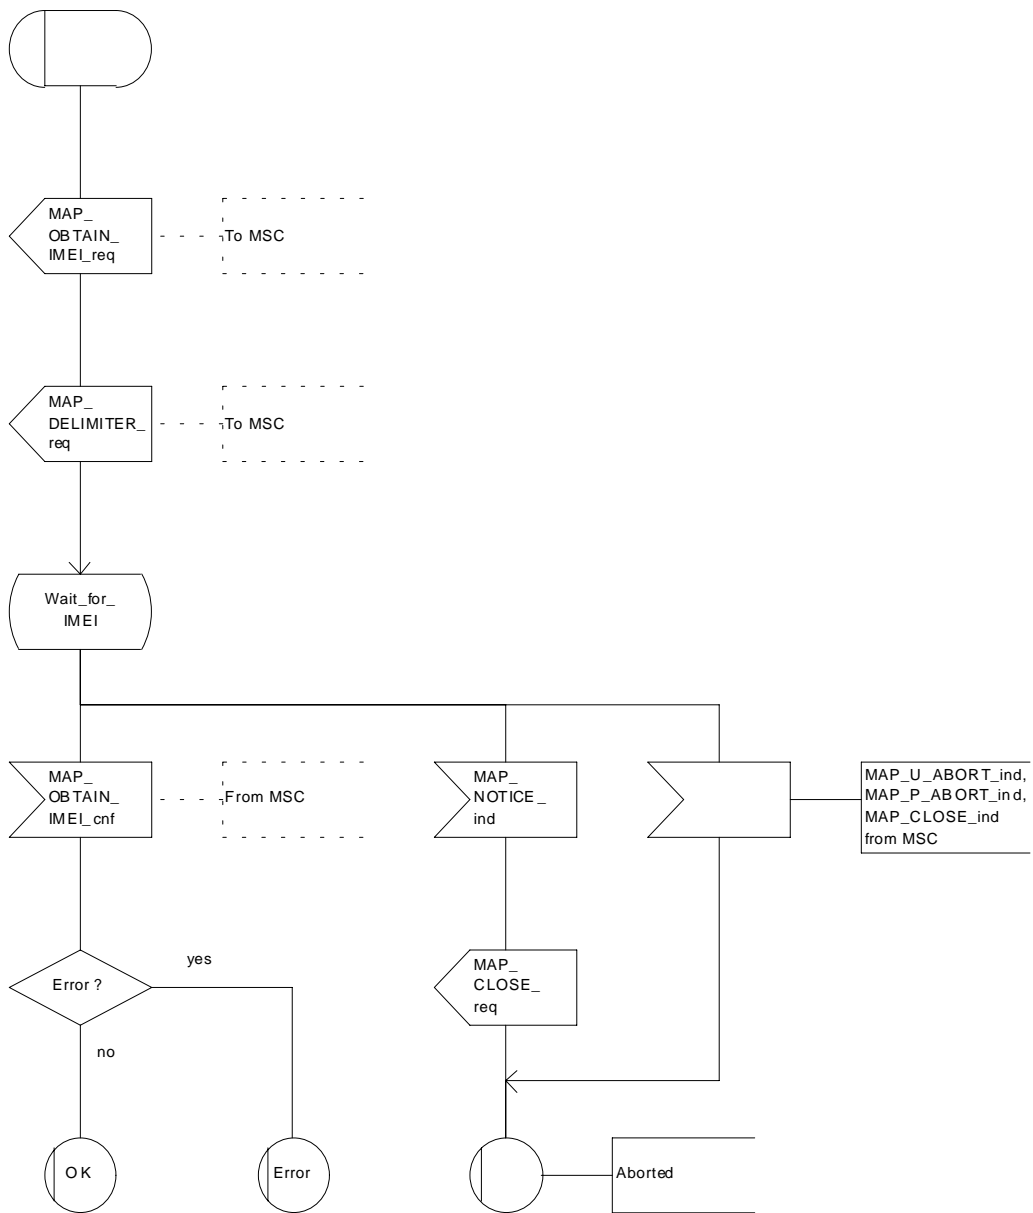 MAP_
OBTAIN_
IMEI_req
To MSC
MAP_
DELIMITER_
req
To MSC
Wait_for_
IMEI
MAP_
OBTAIN_
IMEI_cnf
From MSC
MAP_
NOTICE_
ind
MAP_U_ABORT_ind,
MAP_P_ABORT_ind,
MAP_CLOSE_ind
from MSC
Error ?
yes
no
MAP_
CLOSE_
req
OK
Error
Aborted